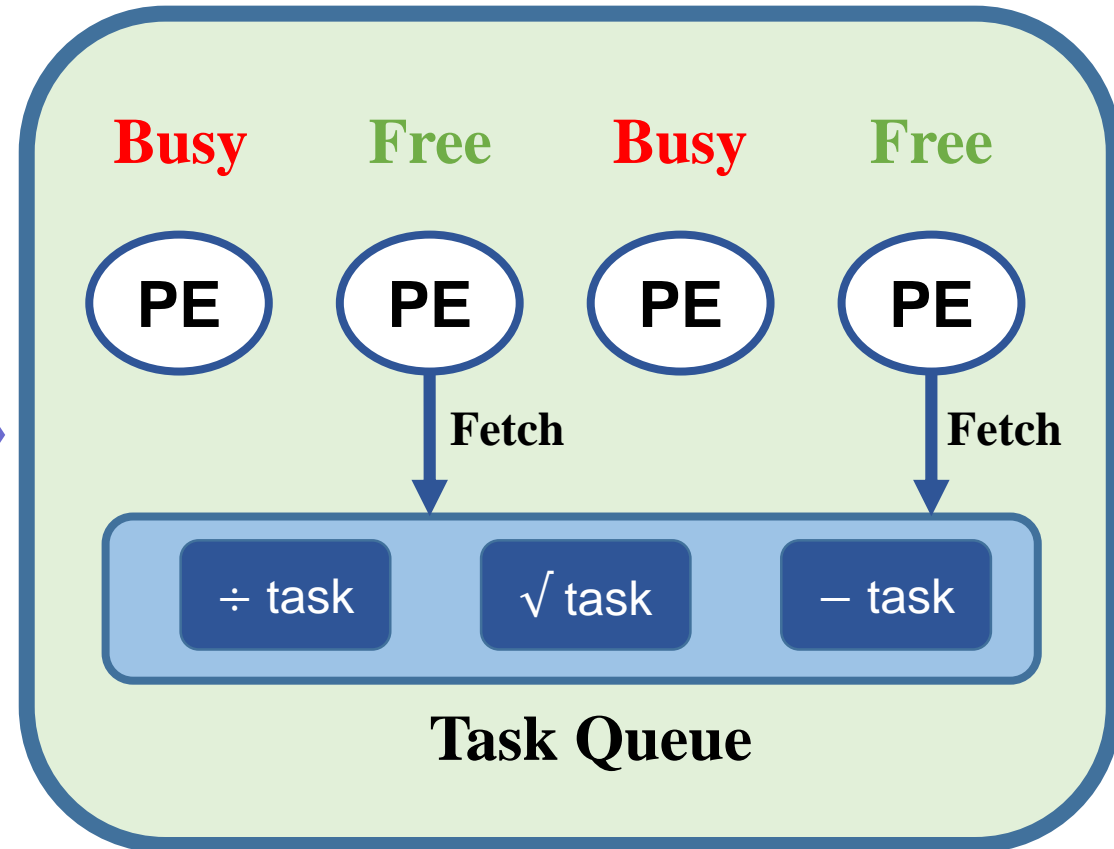 Busy Free Busy Free
PE PE PE PE
Fetch Fetch
÷ task √ task − task
Task Queue